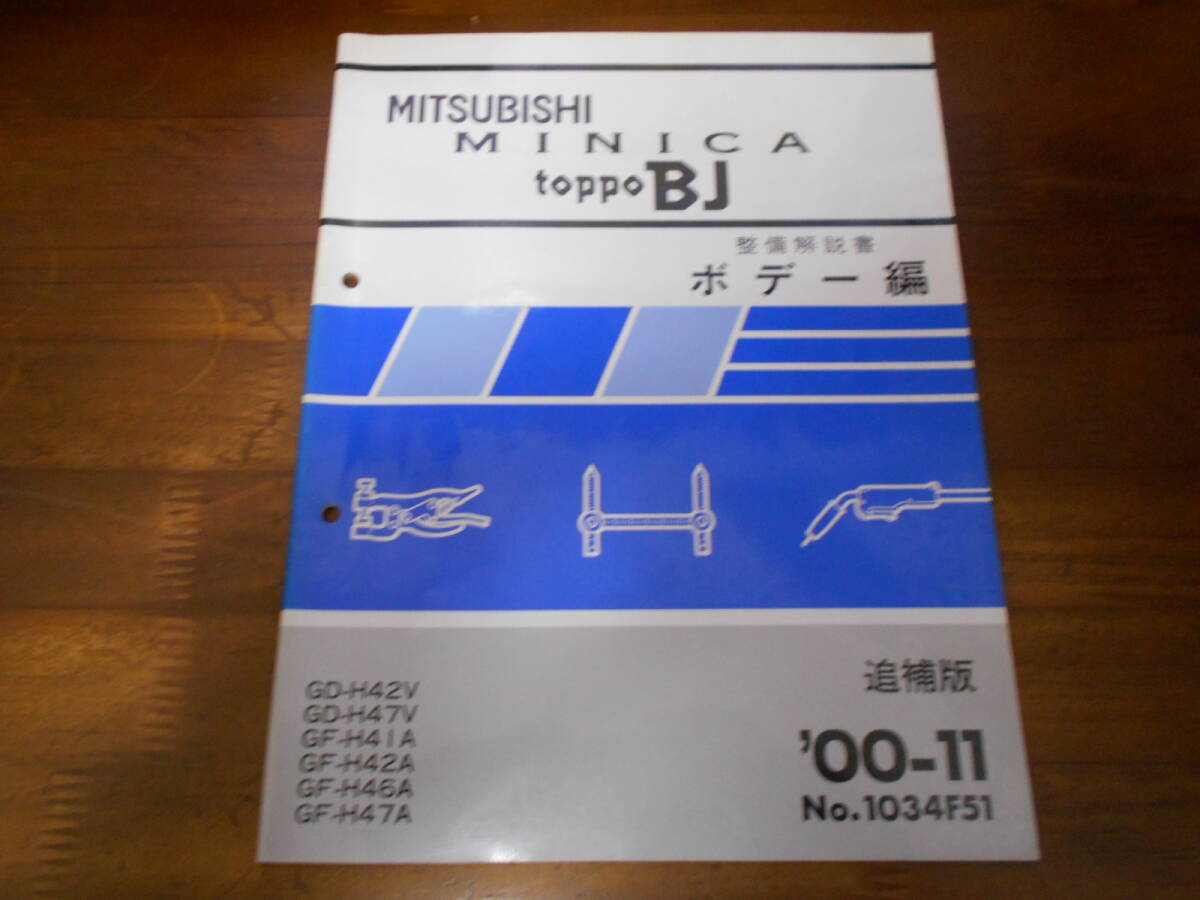 MITSUBISHI
MINICA
toppo BJ
整備解説書
ボデー編
GD-H42V
GD-H47V
GF-H41A
GF-H42A
GF-H46A
GF-H47A
追補版
'00-11
No.1034F51